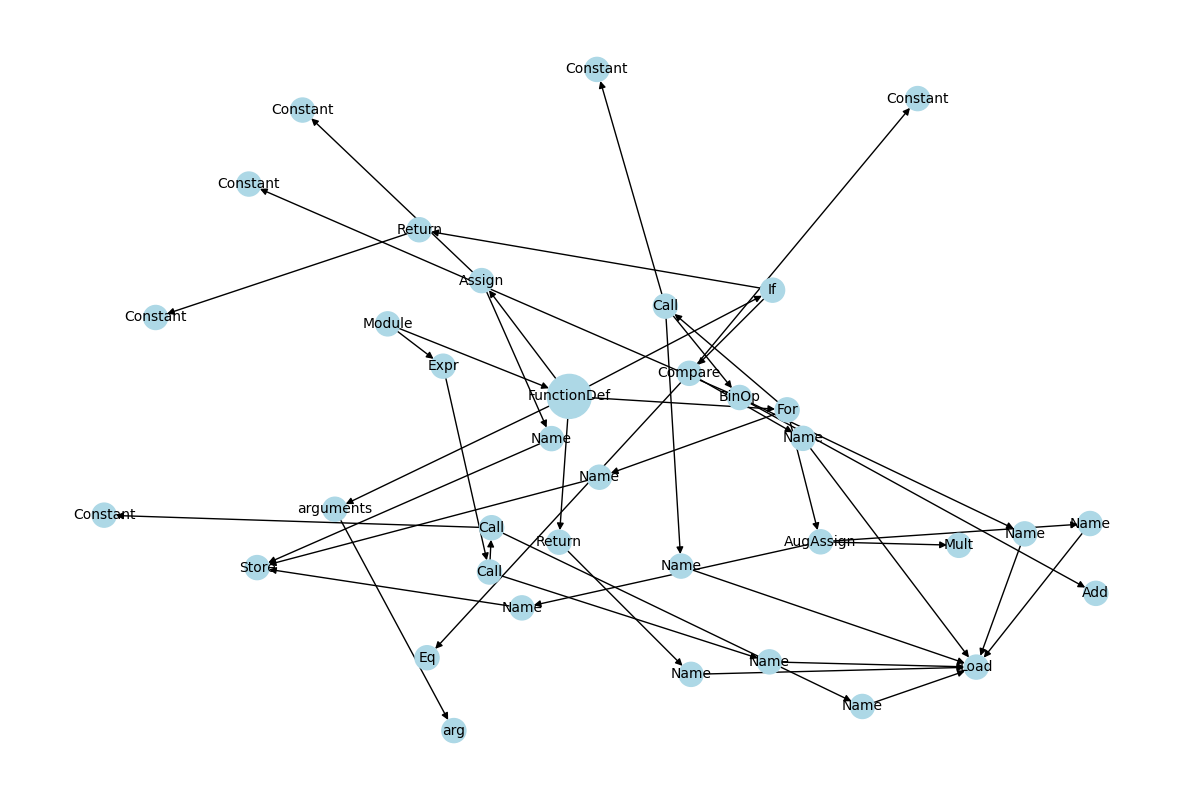 Constant
Constant
Constant
Constant
Return
Assign
If
Call
Constant
Module
Expr
Compare
FunctionDef
BinOp
For
Name
Name
Name
arguments
Constant
Name
Call
Name
Return
AugAssign
Mult
Store
Call
Name
Add
Name
Eq
Name
Load
Name
Name
arg